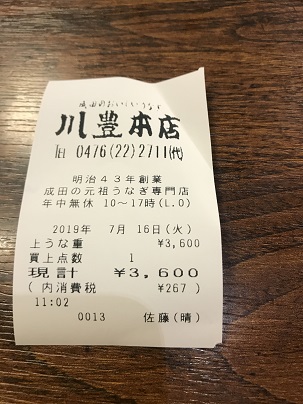 成田のおいしいうなぎ
川豊本店
TEL 0476(22)2711(代)
明治43年創業
成田の元祖うなぎ専門店
年中無休 10~17時(L.O)
2019年 7月16日(火)
上うな重 ¥3,600
買上点数 1
現計 ¥3,600
(内消費税 ¥267)
11:02
0013 佐藤(晴)